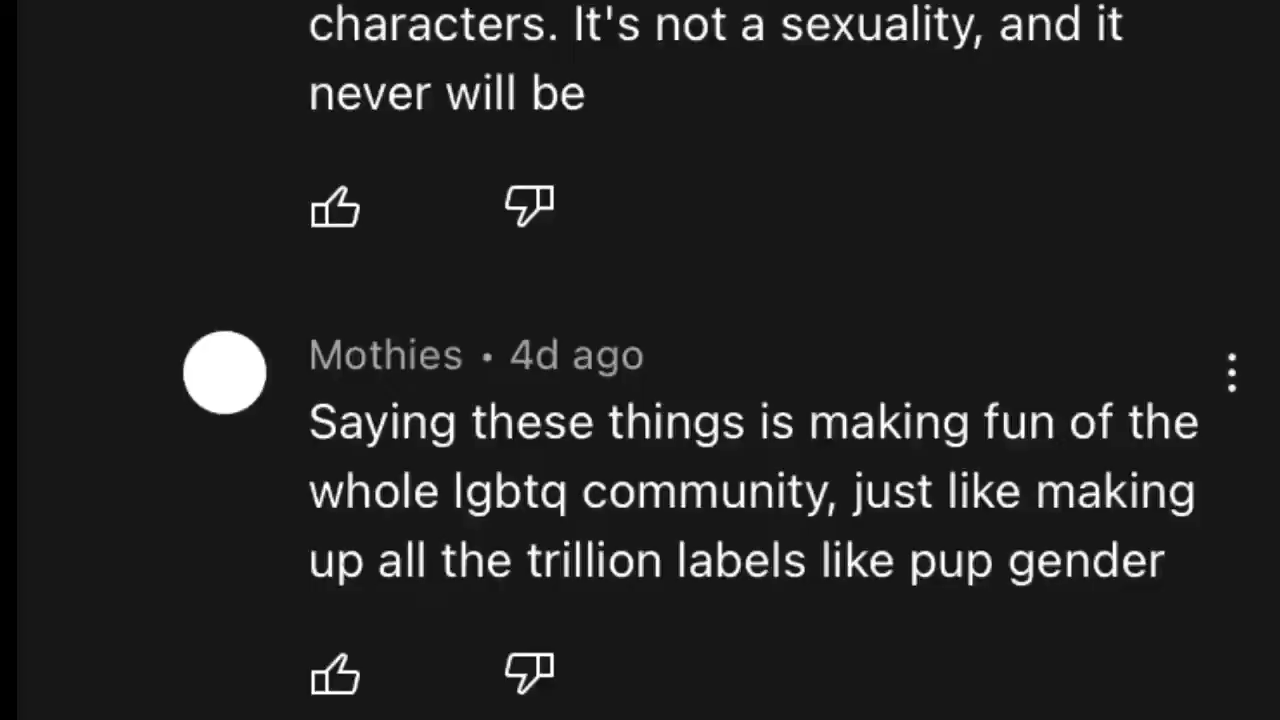 characters. It's not a sexuality, and it
never will be
Mothies • 4d ago
Saying these things is making fun of the
whole lgbtq community, just like making
up all the trillion labels like pup gender